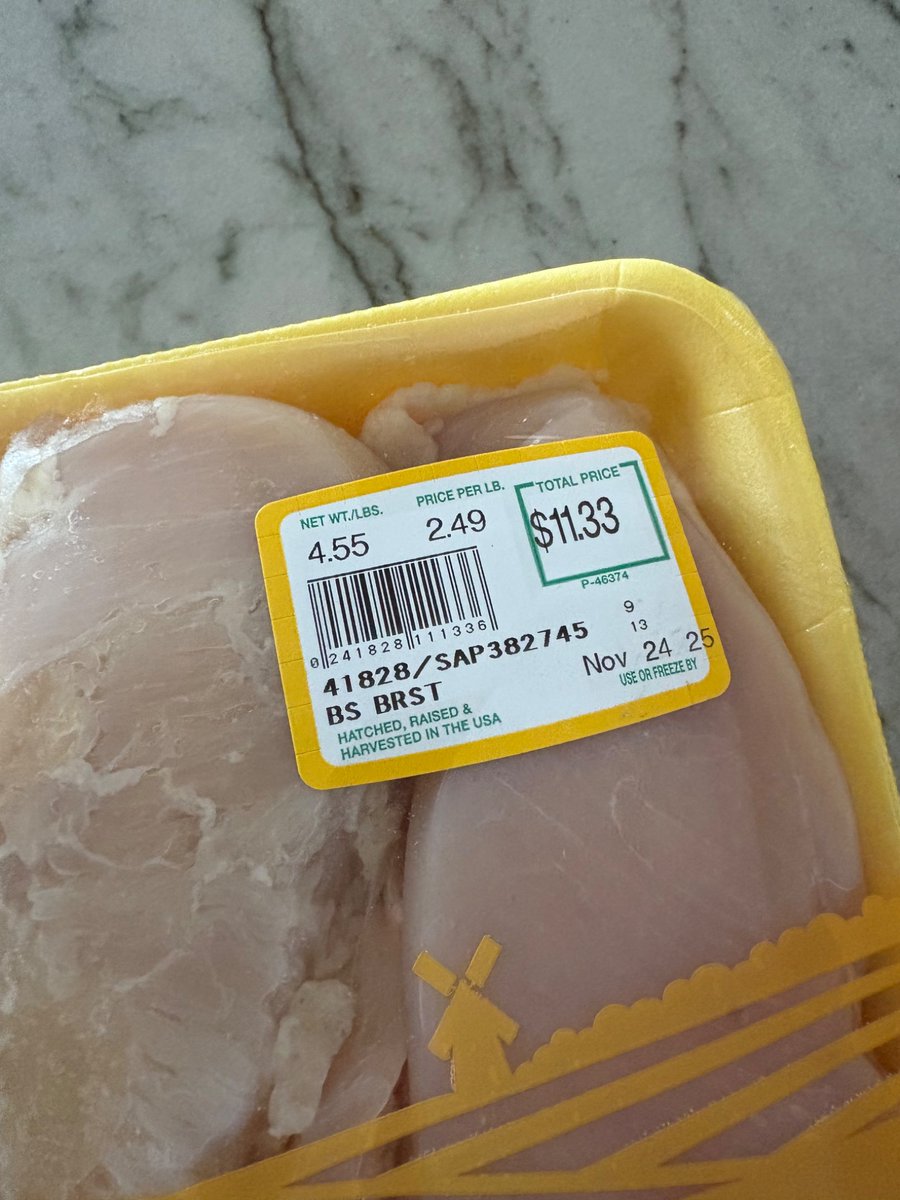 NET WT./LBS. PRICE PER LB. TOTAL PRICE
4.55 2.49 $11.33
P-46374
0 241828 111336
9
13
41828/SAP382745
Nov 24 25
BS BRST
USE OR FREEZE BY
HATCHED, RAISED &
HARVESTED IN THE USA